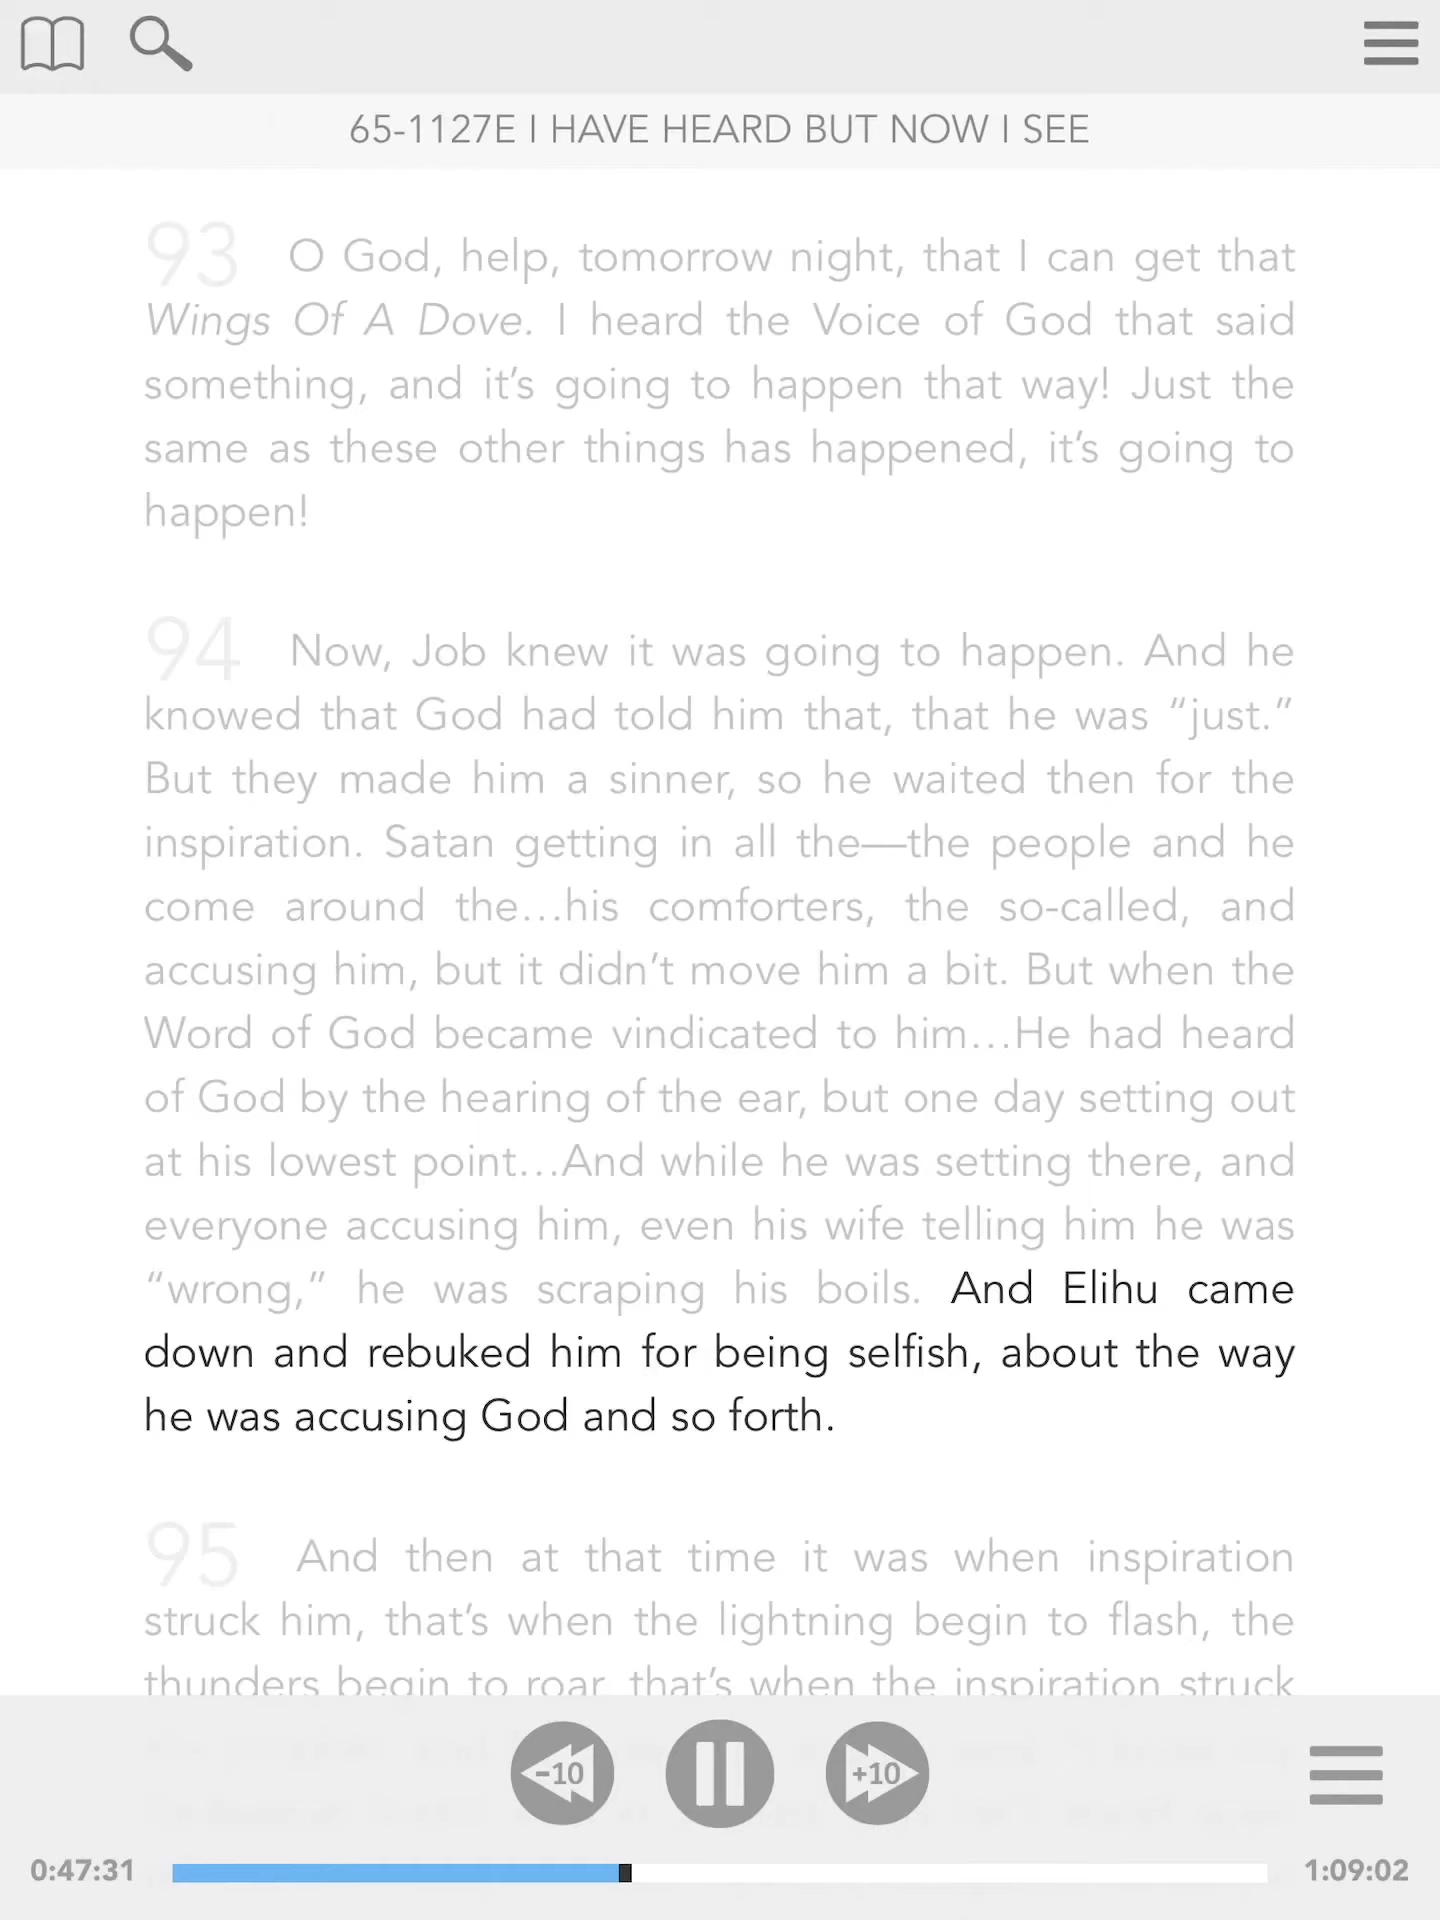 65-1127E I HAVE HEARD BUT NOW I SEE
93 O God, help, tomorrow night, that I can get that
Wings Of A Dove. I heard the Voice of God that said
something, and it’s going to happen that way! Just the
same as these other things has happened, it’s going to
happen!
94 Now, Job knew it was going to happen. And he
knowed that God had told him that, that he was “just.”
But they made him a sinner, so he waited then for the
inspiration. Satan getting in all the—the people and he
come around the…his comforters, the so-called, and
accusing him, but it didn’t move him a bit. But when the
Word of God became vindicated to him…He had heard
of God by the hearing of the ear, but one day setting out
at his lowest point…And while he was setting there, and
everyone accusing him, even his wife telling him he was
“wrong,” he was scraping his boils. And Elihu came
down and rebuked him for being selfish, about the way
he was accusing God and so forth.
95 And then at that time it was when inspiration
struck him, that’s when the lightning begin to flash, the
thunders begin to roar, that’s when the inspiration struck
-10 +10
0:47:31 1:09:02